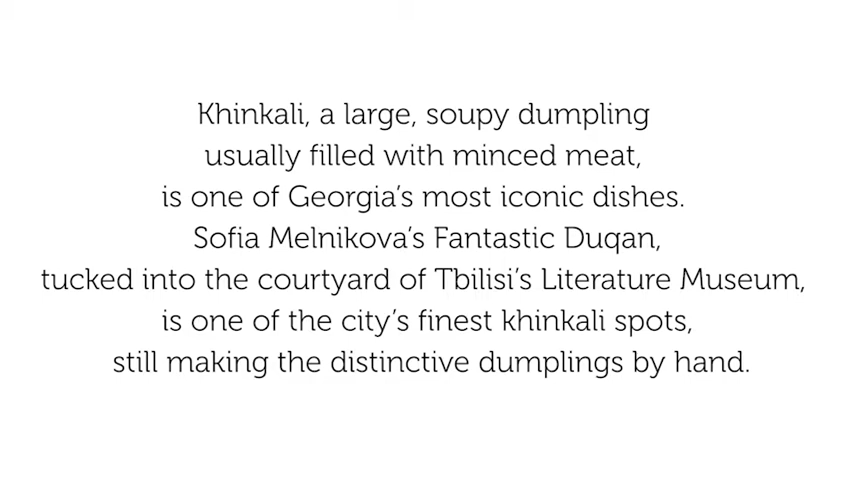 Khinkali, a large, soupy dumpling
usually filled with minced meat,
is one of Georgia’s most iconic dishes.
Sofia Melnikova’s Fantastic Duqan,
tucked into the courtyard of Tbilisi’s Literature Museum,
is one of the city’s finest khinkali spots,
still making the distinctive dumplings by hand.